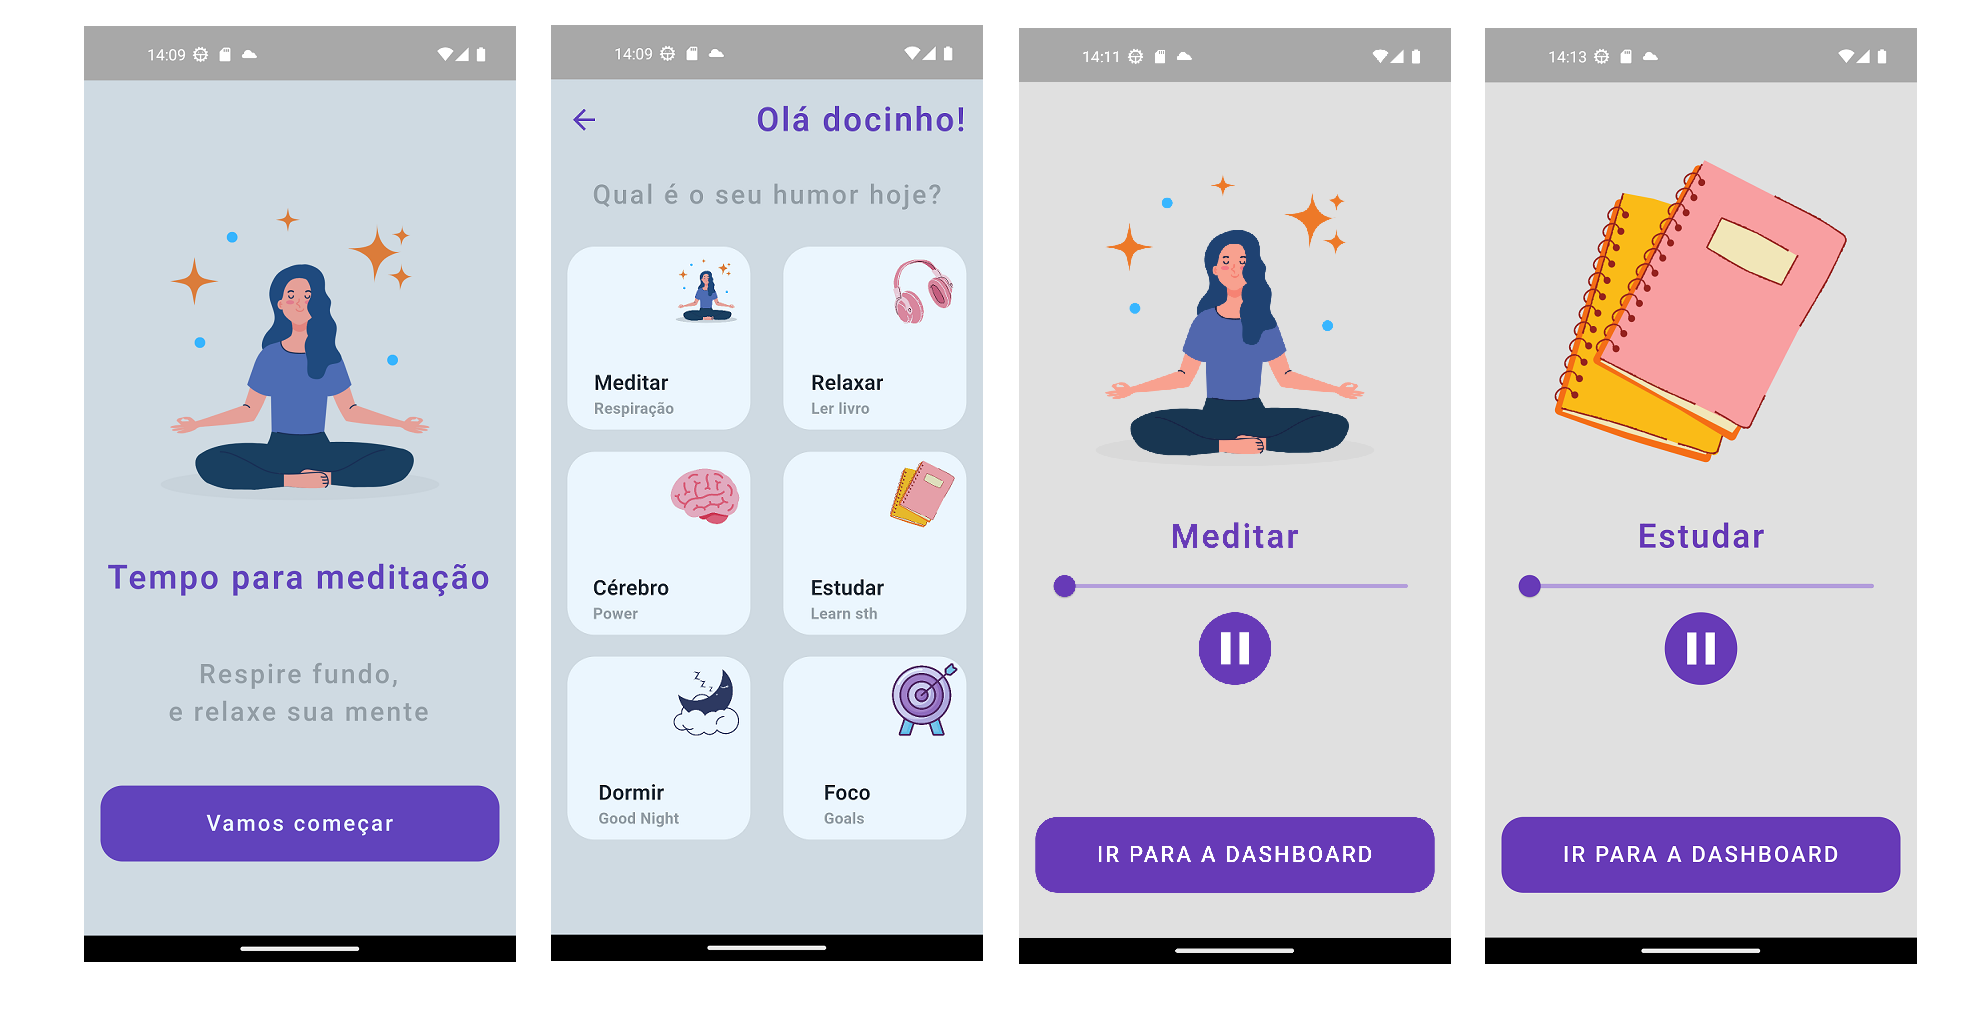 14:09
Tempo para meditação
Respire fundo,
e relaxe sua mente
Vamos começar
14:09
Olá docinho!
Qual é o seu humor hoje?
Meditar
Respiração
Relaxar
Ler livro
Cérebro
Power
Estudar
Learn sth
Dormir
Good Night
Foco
Goals
14:11
Meditar
IR PARA A DASHBOARD
14:13
Estudar
IR PARA A DASHBOARD